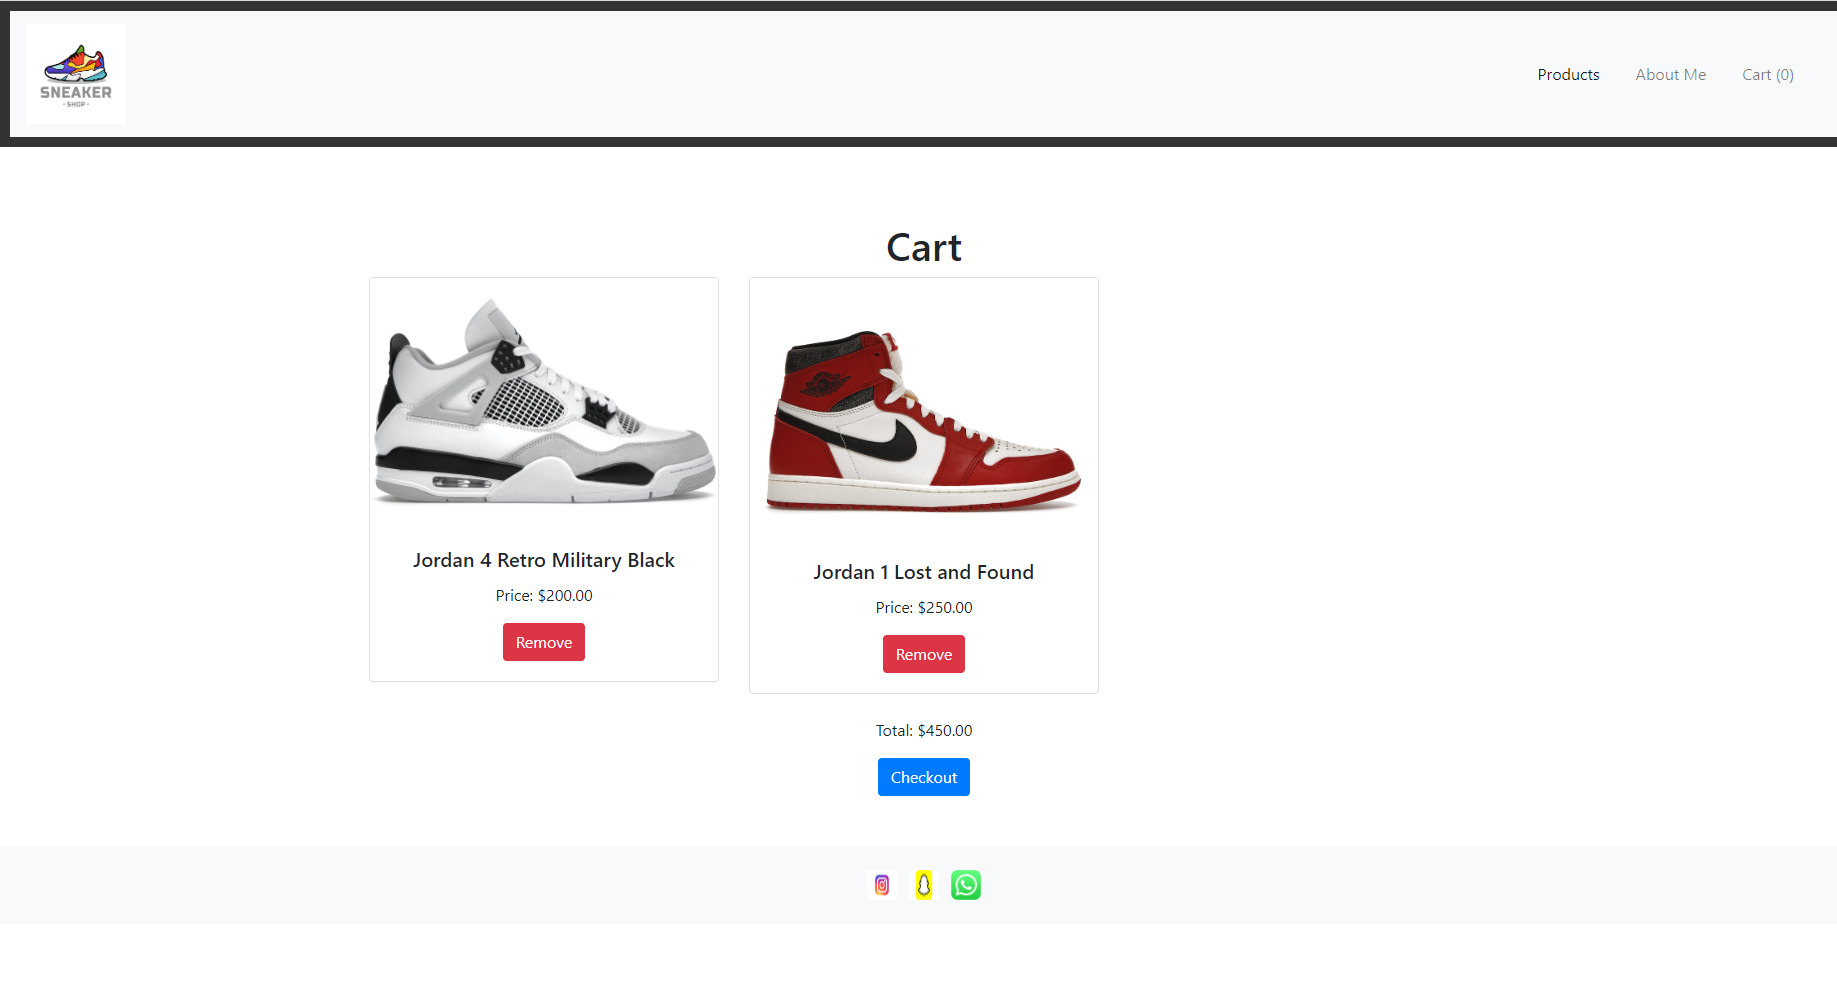 SNEAKER
• SHOP •
Products
About Me
Cart (0)
Cart
Jordan 4 Retro Military Black
Price: $200.00
Remove
Jordan 1 Lost and Found
Price: $250.00
Remove
Total: $450.00
Checkout